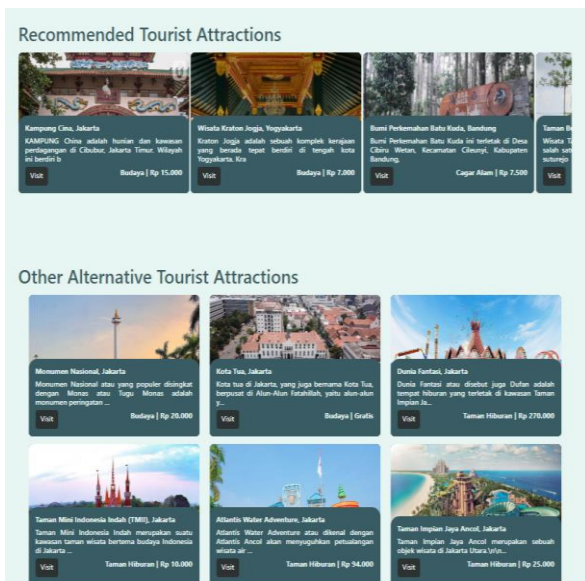 Recommended Tourist Attractions
Kampung Cina, Jakarta
KAMPUNG China adalah hunian dan kawasan
perdagangan di Cibubur, Jakarta Timur. Wilayah
ini berdiri b
Visit
Budaya | Rp 15.000
Wisata Kraton Jogja, Yogyakarta
Kraton Jogja adalah sebuah komplek kerajaan
yang berada tepat berdiri di tengah kota
Yogyakarta. Kra
Visit
Budaya | Rp 7.000
Bumi Perkemahan Batu Kuda, Bandung
Bumi Perkemahan Batu Kuda ini terletak di Desa
Cibiru Wetan, Kecamatan Cileunyi, Kabupaten
Bandung,
Visit
Cagar Alam | Rp 7.500
Taman B
Wisata T
salah sat
suturejo
Visit
Other Alternative Tourist Attractions
Monumen Nasional, Jakarta
Monumen Nasional atau yang populer disingkat
dengan Monas atau Tugu Monas adalah
monumen peringatan ...
Visit
Budaya | Rp 20.000
Kota Tua, Jakarta
Kota tua di Jakarta, yang juga bernama Kota Tua,
berpusat di Alun-Alun Fatahillah, yaitu alun-alun
y...
Visit
Budaya | Gratis
Dunia Fantasi, Jakarta
Dunia Fantasi atau disebut juga Dufan adalah
tempat hiburan yang terletak di kawasan Taman
Impian Ja...
Visit
Taman Hiburan | Rp 270.000
Taman Mini Indonesia Indah (TMII), Jakarta
Taman Mini Indonesia Indah merupakan suatu
kawasan taman wisata bertema budaya Indonesia
di Jakarta ...
Visit
Taman Hiburan | Rp 10.000
Atlantis Water Adventure, Jakarta
Atlantis Water Adventure atau dikenal dengan
Atlantis Ancol akan menyuguhkan petualangan
wisata air ...
Visit
Taman Hiburan | Rp 94.000
Taman Impian Jaya Ancol, Jakarta
Taman Impian Jaya Ancol merupakan sebuah
objek wisata di Jakarta Utara.\r\n...
Visit
Taman Hiburan | Rp 25.000